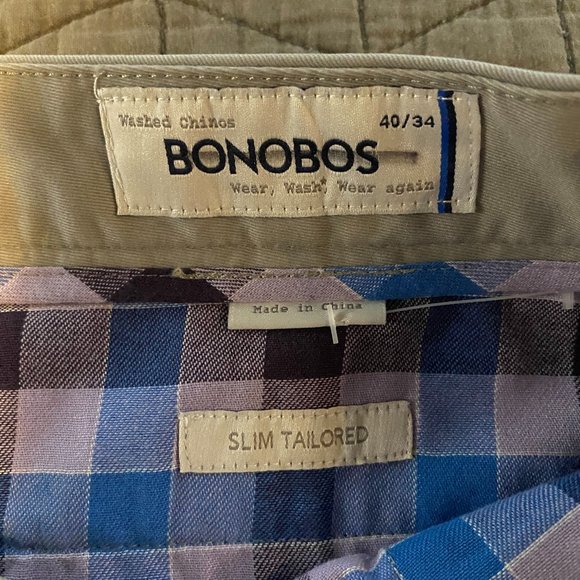 Washed Chinos 40/34
BONOBOS
Wear, Wash, Wear again
Made in China
SLIM TAILORED